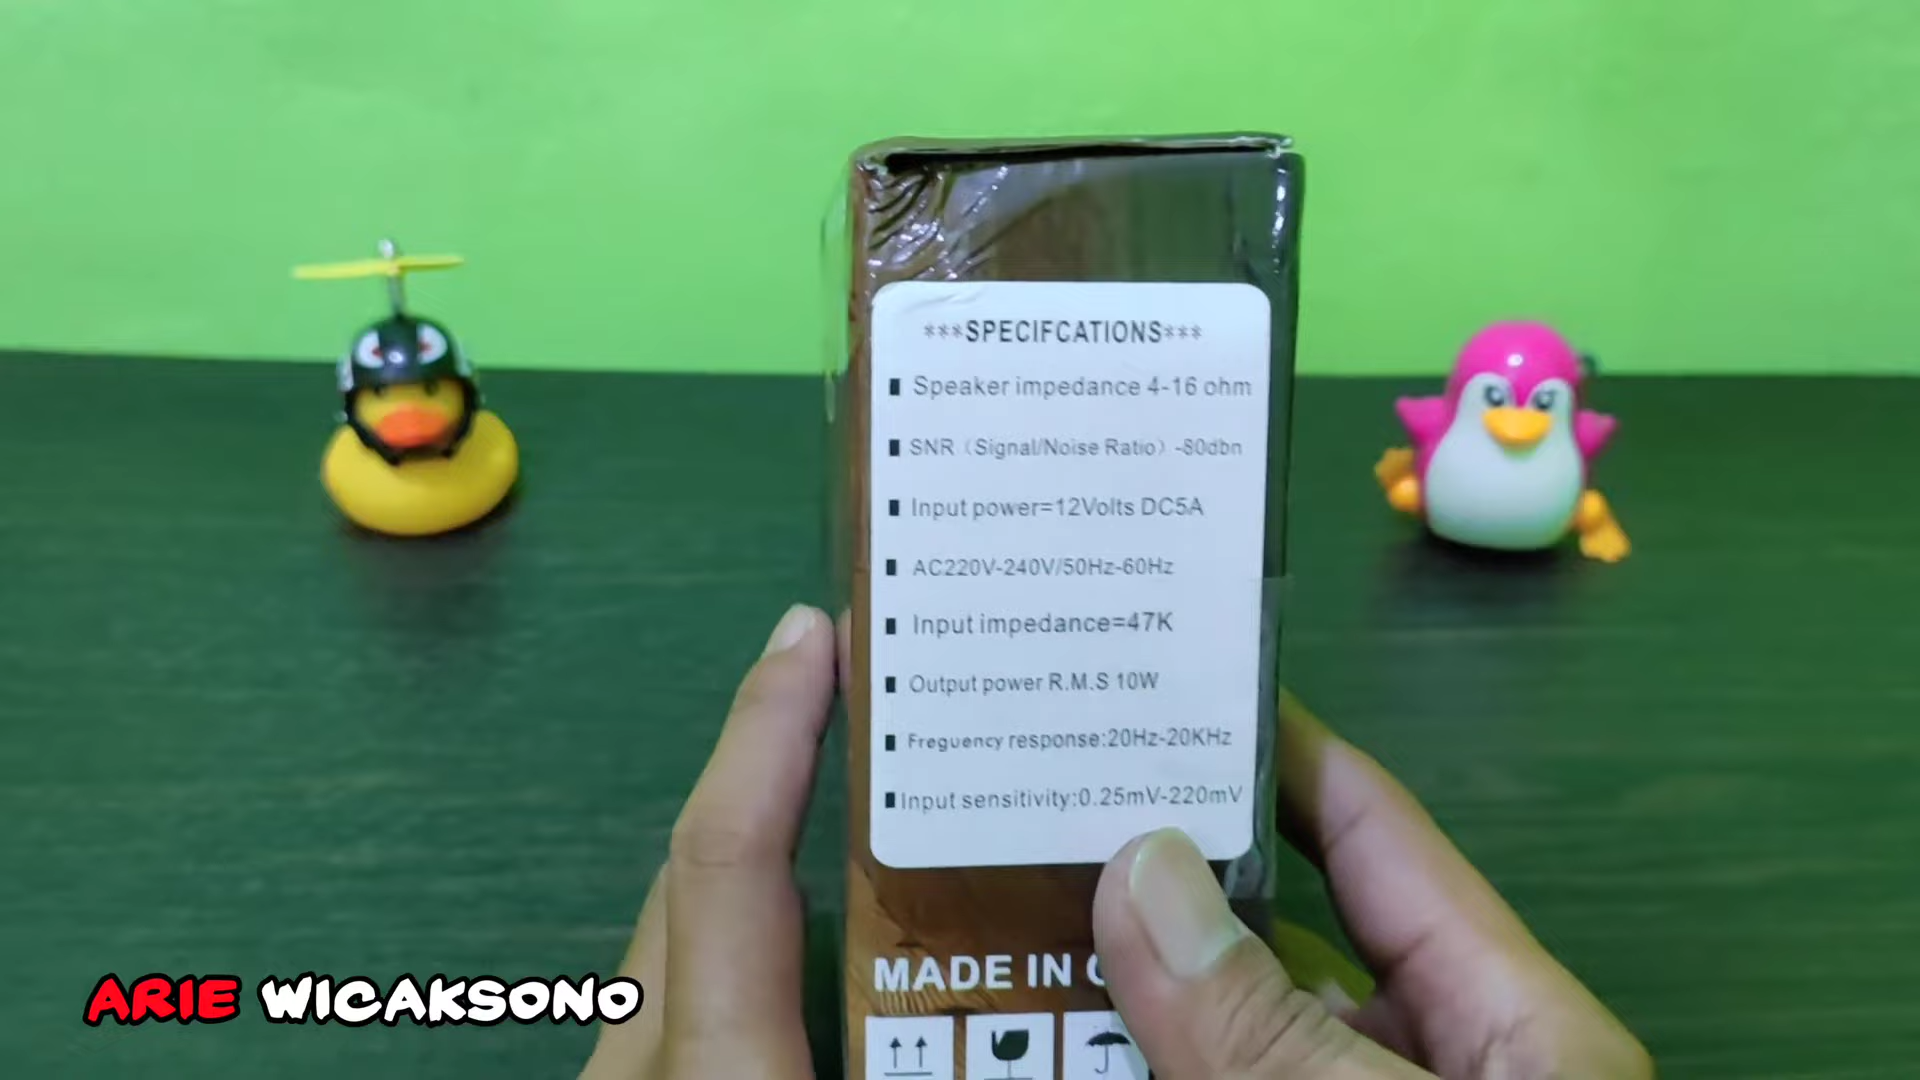 ***SPECIFCATIONS***
▮ Speaker impedance 4-16 ohm
▮ SNR（Signal/Noise Ratio）-80dbn
▮ Input power=12Volts DC5A
▮ AC220V-240V/50Hz-60Hz
▮ Input impedance=47K
▮ Output power R.M.S 10W
▮ Freguency response:20Hz-20KHz
▮ Input sensitivity:0.25mV-220mV
MADE IN
ARIE WICAKSONO